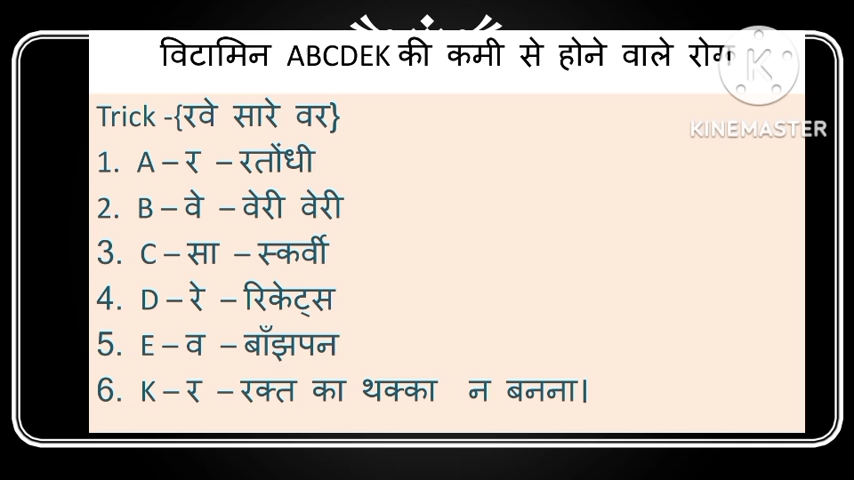 विटामिन ABCDEK की कमी से होने वाले रोग
KINEMASTER
Trick -{रवे सारे वर}
1. A – र – रतोंधी
2. B – वे – वेरी वेरी
3. C – सा – स्कर्वी
4. D – रे – रिकेट्स
5. E – व – बाँझपन
6. K – र – रक्त का थक्का न बनना।